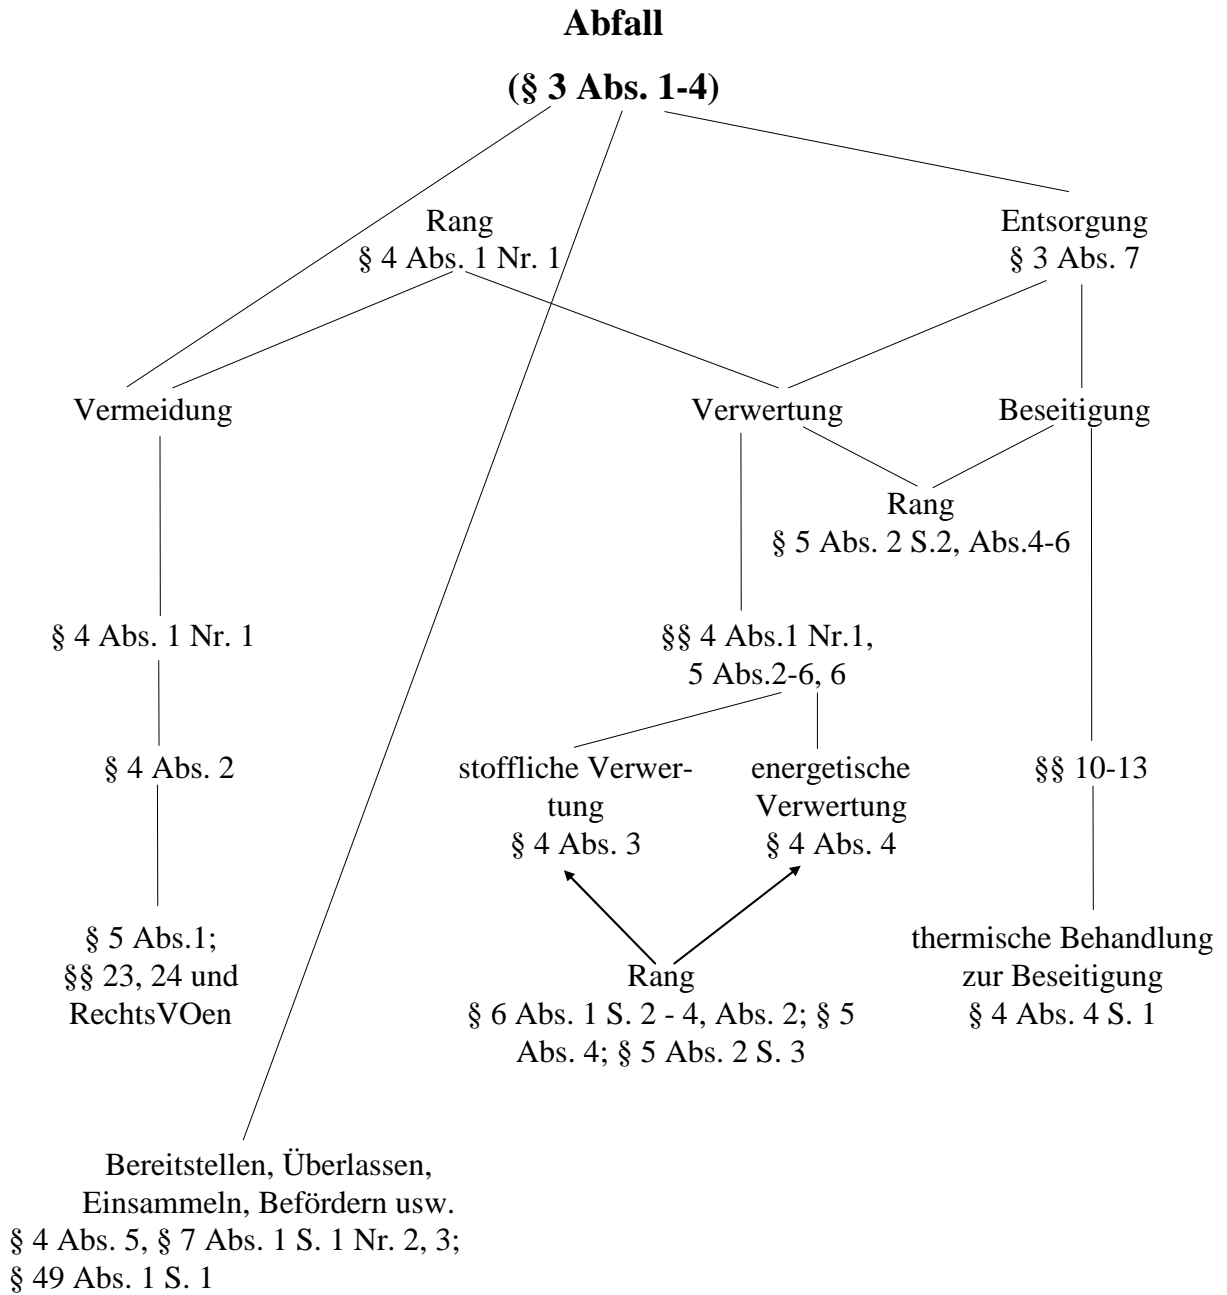 Abfall
(§ 3 Abs. 1-4)
Rang
§ 4 Abs. 1 Nr. 1
Entsorgung
§ 3 Abs. 7
Vermeidung
Verwertung
Beseitigung
Rang
§ 5 Abs. 2 S.2, Abs.4-6
§ 4 Abs. 1 Nr. 1
§§ 4 Abs.1 Nr.1,
5 Abs.2-6, 6
§ 4 Abs. 2
stoffliche Verwer-
tung
§ 4 Abs. 3
energetische
Verwertung
§ 4 Abs. 4
§§ 10-13
§ 5 Abs.1;
§§ 23, 24 und
RechtsVOen
Rang
§ 6 Abs. 1 S. 2 - 4, Abs. 2; § 5
Abs. 4; § 5 Abs. 2 S. 3
thermische Behandlung
zur Beseitigung
§ 4 Abs. 4 S. 1
Bereitstellen, Überlassen,
Einsammeln, Befördern usw.
§ 4 Abs. 5, § 7 Abs. 1 S. 1 Nr. 2, 3;
§ 49 Abs. 1 S. 1